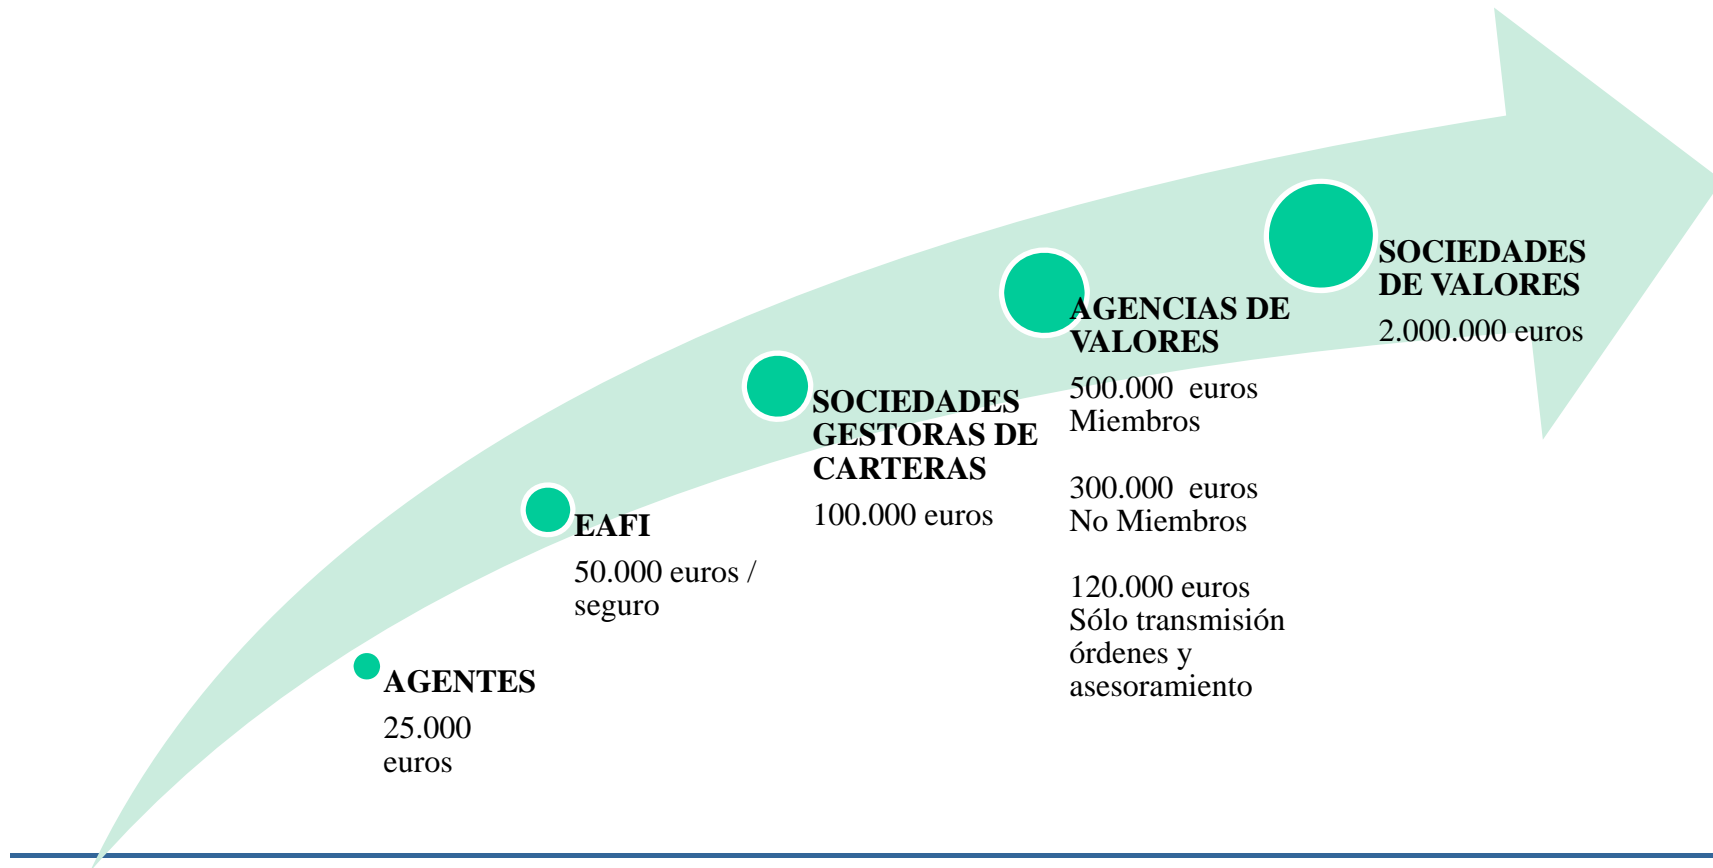 AGENTES
25.000
euros
EAFI
50.000 euros /
seguro
SOCIEDADES
GESTORAS DE
CARTERAS
100.000 euros
AGENCIAS DE
VALORES
500.000  euros
Miembros
300.000  euros
No Miembros
120.000 euros
Sólo transmisión
órdenes y
asesoramiento
SOCIEDADES
DE VALORES
2.000.000 euros